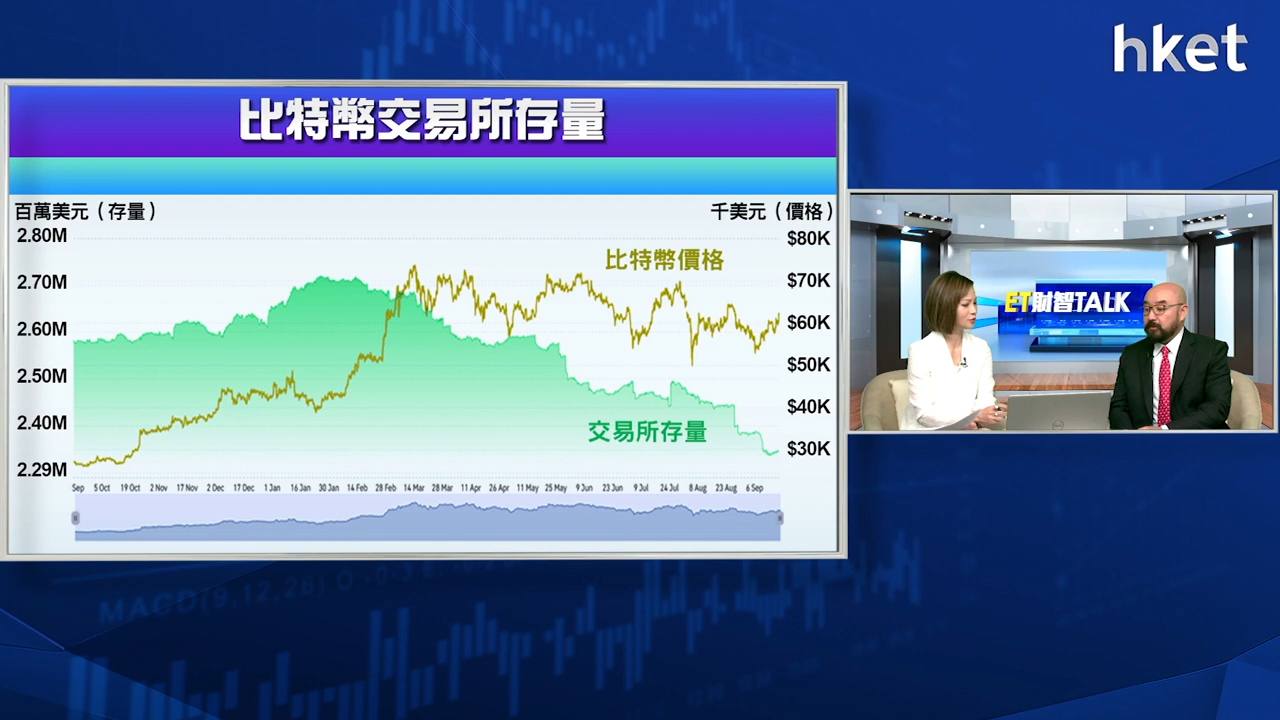 hket
比特幣交易所存量
百萬美元（存量）
千美元（價格）
2.80M
2.70M
2.60M
2.50M
2.40M
2.29M
$80K
$70K
$60K
$50K
$40K
$30K
比特幣價格
交易所存量
Sep 5 Oct 19 Oct 2 Nov 17 Nov 2 Dec 17 Dec 1 Jan 16 Jan 30 Jan 14 Feb 28 Feb 14 Mar 28 Mar 11 Apr 26 Apr 11 May 25 May 9 Jun 23 Jun 9 Jul 24 Jul 8 Aug 23 Aug 6 Sep
ET財智TALK
DELL
MACD(9,12,26)